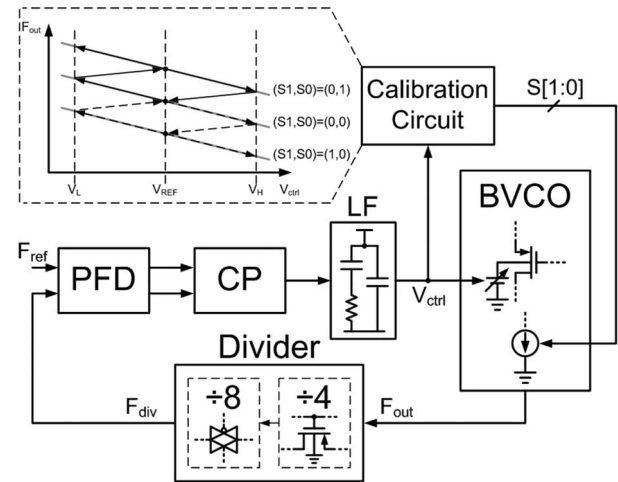 Fout
(S1,S0)=(0,1)
(S1,S0)=(0,0)
(S1,S0)=(1,0)
VL
VREF
VH
Vctrl
Calibration
Circuit
S[1:0]
BVCO
LF
Fref
PFD
CP
Vctrl
Divider
÷8
÷4
Fdiv
Fout